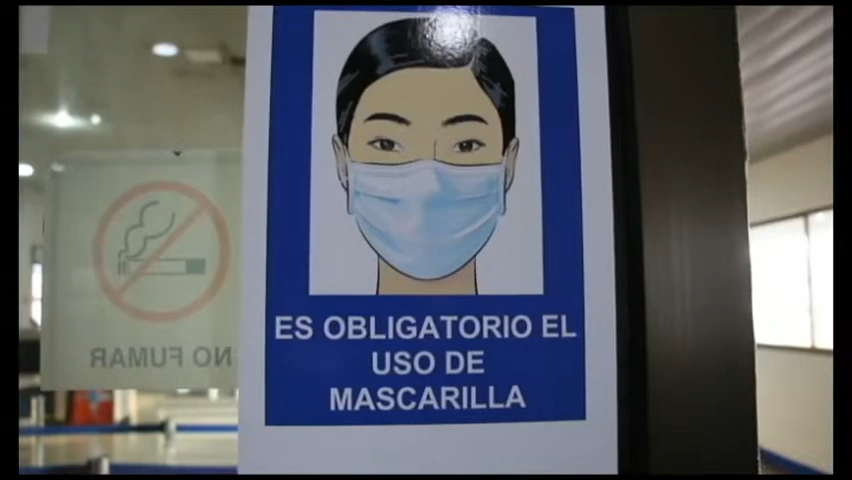 ES OBLIGATORIO EL
USO DE
MASCARILLA
NO FUMAR